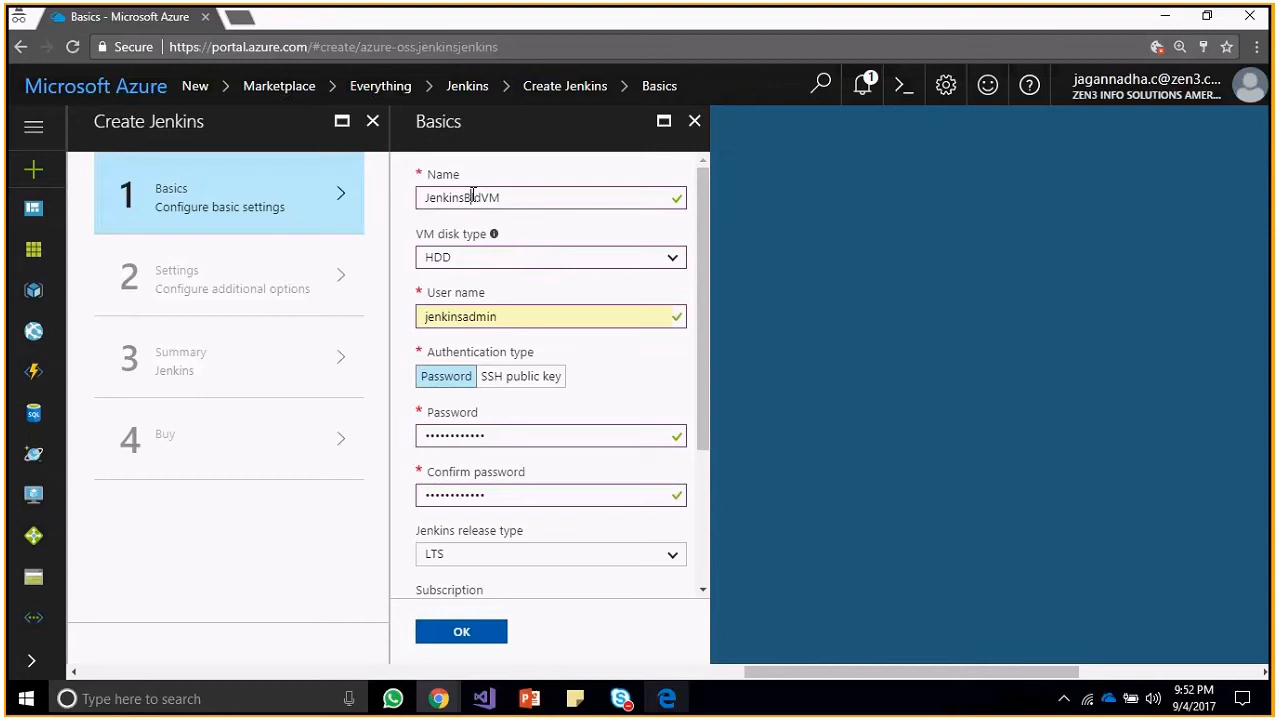 Basics - Microsoft Azure
Secure https://portal.azure.com/#create/azure-oss.jenkinsjenkins
Microsoft Azure New Marketplace Everything Jenkins Create Jenkins Basics
1
jagannadha.c@zen3.c...
ZEN3 INFO SOLUTIONS AMER...
Create Jenkins
1
Basics
Configure basic settings
2
Settings
Configure additional options
3
Summary
Jenkins
4
Buy
Basics
* Name
JenkinsBldVM
VM disk type
HDD
* User name
jenkinsadmin
* Authentication type
Password SSH public key
* Password
••••••••••••
* Confirm password
••••••••••••
Jenkins release type
LTS
Subscription
OK
SQL
Type here to search
9:52 PM
9/4/2017